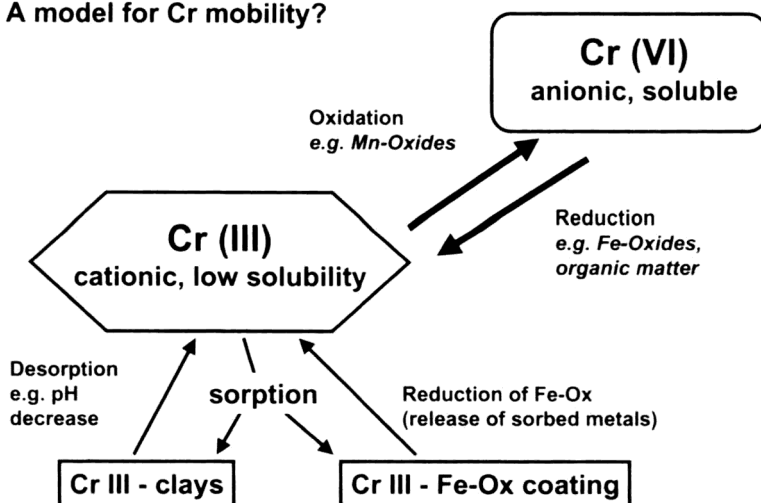 A model for Cr mobility?
Cr (VI)
anionic, soluble
Oxidation
e.g. Mn-Oxides
Reduction
e.g. Fe-Oxides,
organic matter
Cr (III)
cationic, low solubility
Desorption
e.g. pH
decrease
sorption
Reduction of Fe-Ox
(release of sorbed metals)
Cr III - clays
Cr III - Fe-Ox coating